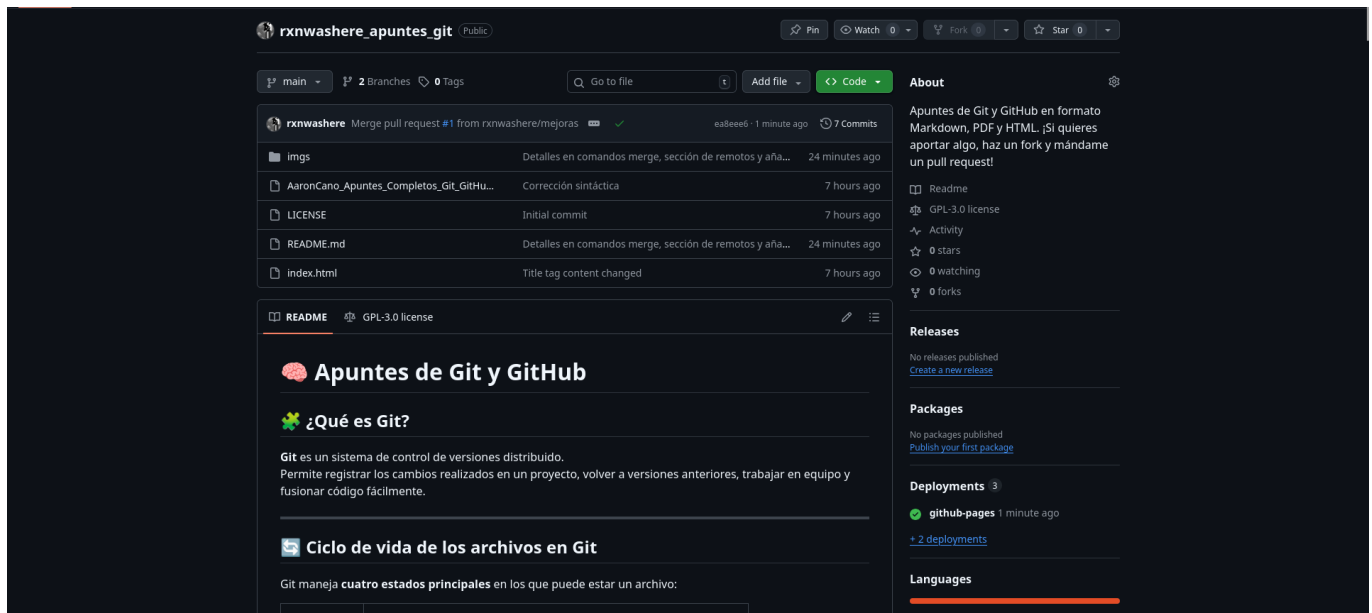 rxnwashere_apuntes_git Public
Pin Watch 0 Fork 0 Star 0
main 2 Branches 0 Tags Go to file t Add file Code
rxnwashere Merge pull request #1 from rxnwashere/mejoras ea8eee6 · 1 minute ago 7 Commits
imgs Detalles en comandos merge, sección de remotos y aña... 24 minutes ago
AaronCano_Apuntes_Completos_Git_GitHu... Corrección sintáctica 7 hours ago
LICENSE Initial commit 7 hours ago
README.md Detalles en comandos merge, sección de remotos y aña... 24 minutes ago
index.html Title tag content changed 7 hours ago
README GPL-3.0 license
🧠 Apuntes de Git y GitHub
🧩 ¿Qué es Git?
Git es un sistema de control de versiones distribuido.
Permite registrar los cambios realizados en un proyecto, volver a versiones anteriores, trabajar en equipo y
fusionar código fácilmente.
🔄 Ciclo de vida de los archivos en Git
Git maneja cuatro estados principales en los que puede estar un archivo:
About
Apuntes de Git y GitHub en formato
Markdown, PDF y HTML. ¡Si quieres
aportar algo, haz un fork y mándame
un pull request!
Readme
GPL-3.0 license
Activity
0 stars
0 watching
0 forks
Releases
No releases published
Create a new release
Packages
No packages published
Publish your first package
Deployments 3
github-pages 1 minute ago
+ 2 deployments
Languages